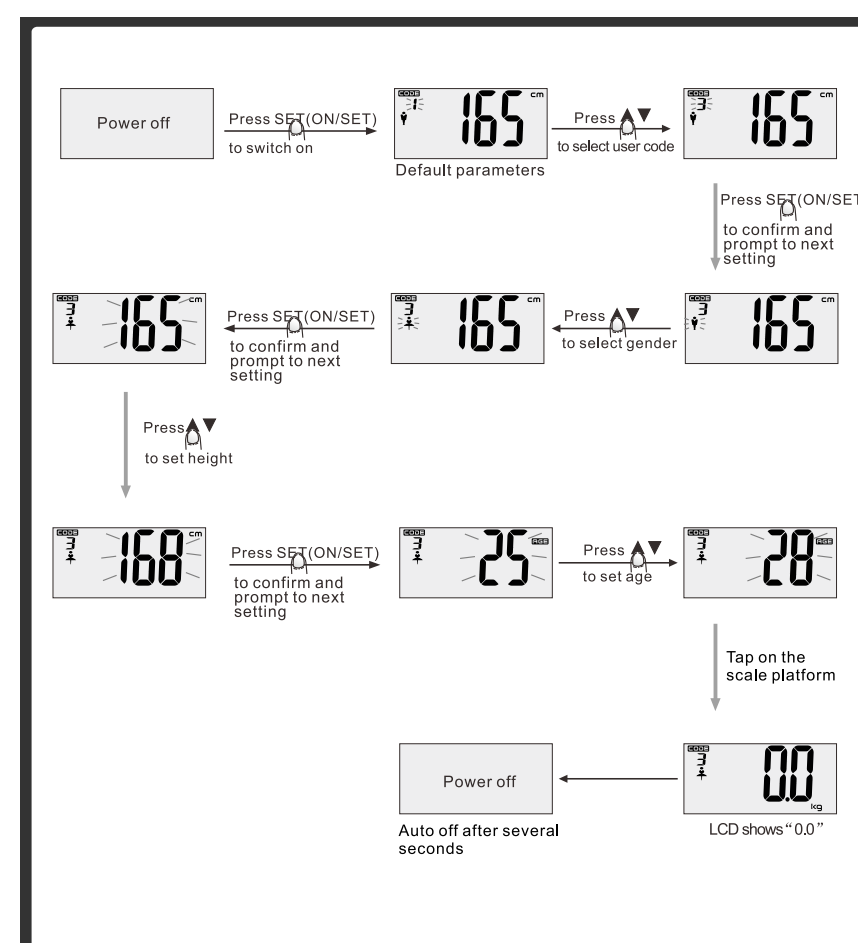 Power off
Press SET(ON/SET)
to switch on
CODE
1
165
cm
Default parameters
Press ▲▼
to select user code
CODE
3
165
cm
Press SET(ON/SET
to confirm and
prompt to next
setting
CODE
3
165
cm
Press ▲▼
to select gender
CODE
3
165
cm
Press SET(ON/SET)
to confirm and
prompt to next
setting
CODE
3
165
cm
Press ▲▼
to set height
CODE
3
168
cm
Press SET(ON/SET)
to confirm and
prompt to next
setting
CODE
3
25
AGE
Press ▲▼
to set age
CODE
3
28
AGE
Tap on the
scale platform
CODE
3
0.0
kg
LCD shows “0.0”
Power off
Auto off after several
seconds